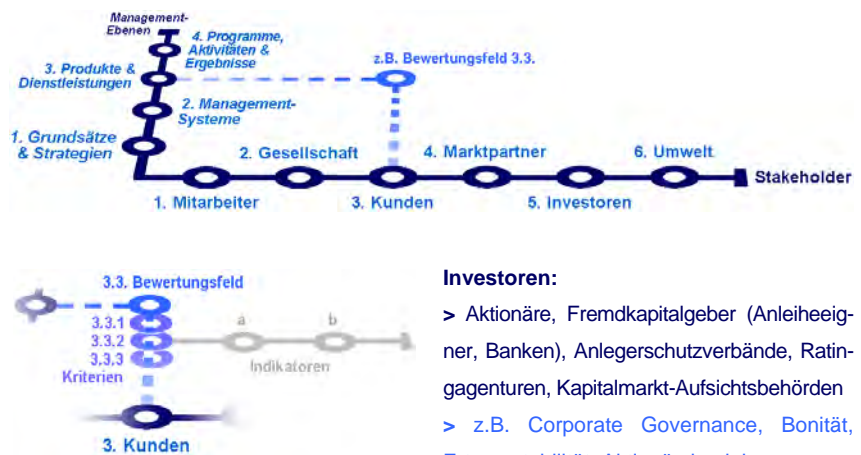 Management-
Ebenen
4. Programme,
Aktivitäten &
Ergebnisse
3. Produkte &
Dienstleistungen
z.B. Bewertungsfeld 3.3.
2. Management-
Systeme
1. Grundsätze
& Strategien
2. Gesellschaft
4. Marktpartner
6. Umwelt
Stakeholder
1. Mitarbeiter
3. Kunden
5. Investoren
3.3. Bewertungsfeld
3.3.1
3.3.2
3.3.3
Kriterien
a
b
Indikatoren
3. Kunden
Investoren:
> Aktionäre, Fremdkapitalgeber (Anleiheeig-
ner, Banken), Anlegerschutzverbände, Ratin-
gagenturen, Kapitalmarkt-Aufsichtsbehörden
> z.B. Corporate Governance, Bonität,